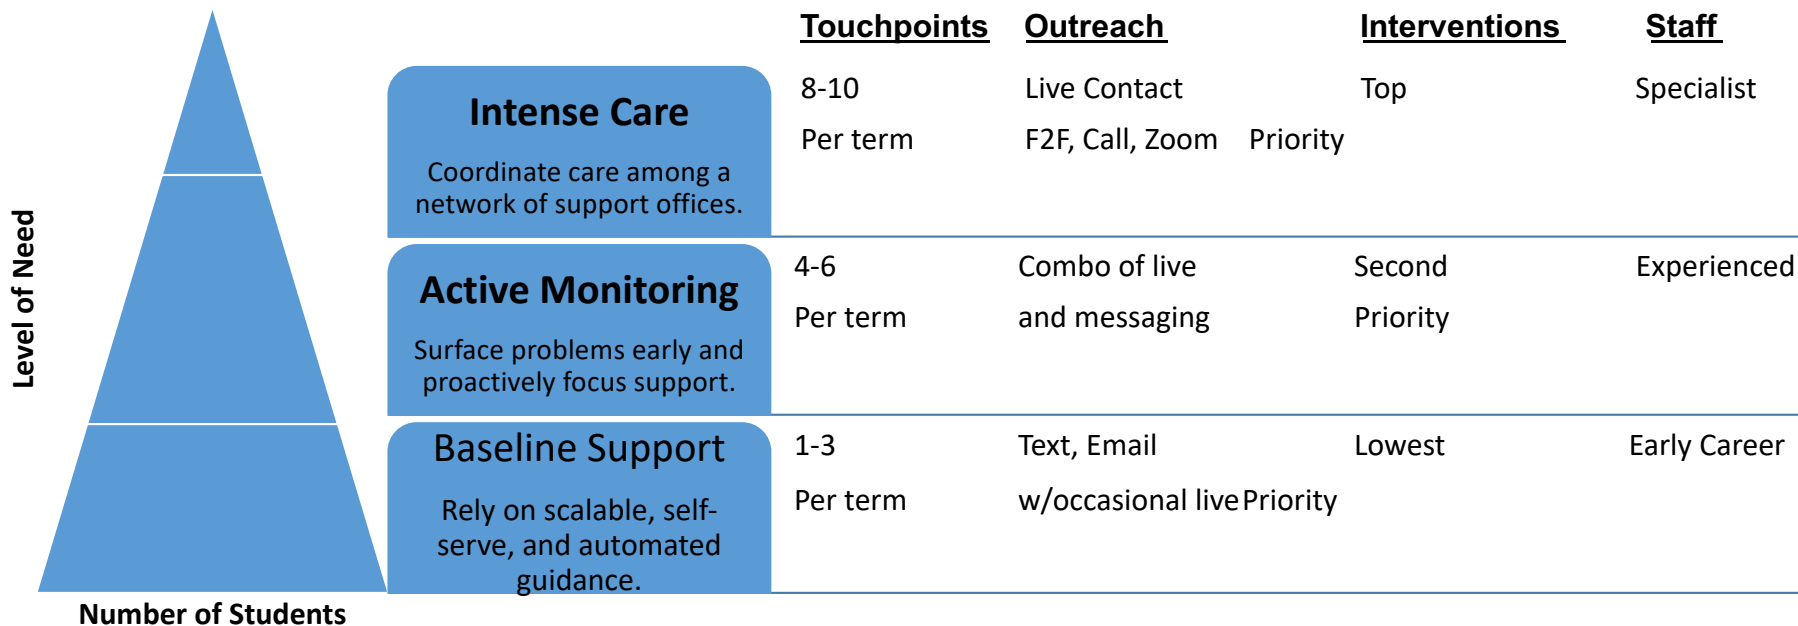 Touchpoints Outreach Interventions Staff
Intense Care
Coordinate care among a
network of support offices.
8-10 Live Contact Top Specialist
Per term F2F, Call, Zoom Priority
Level of Need
Active Monitoring
Surface problems early and
proactively focus support.
4-6 Combo of live Second Experienced
Per term and messaging Priority
Baseline Support
Rely on scalable, self-
serve, and automated
guidance.
1-3 Text, Email Lowest Early Career
Per term w/occasional live Priority
Number of Students